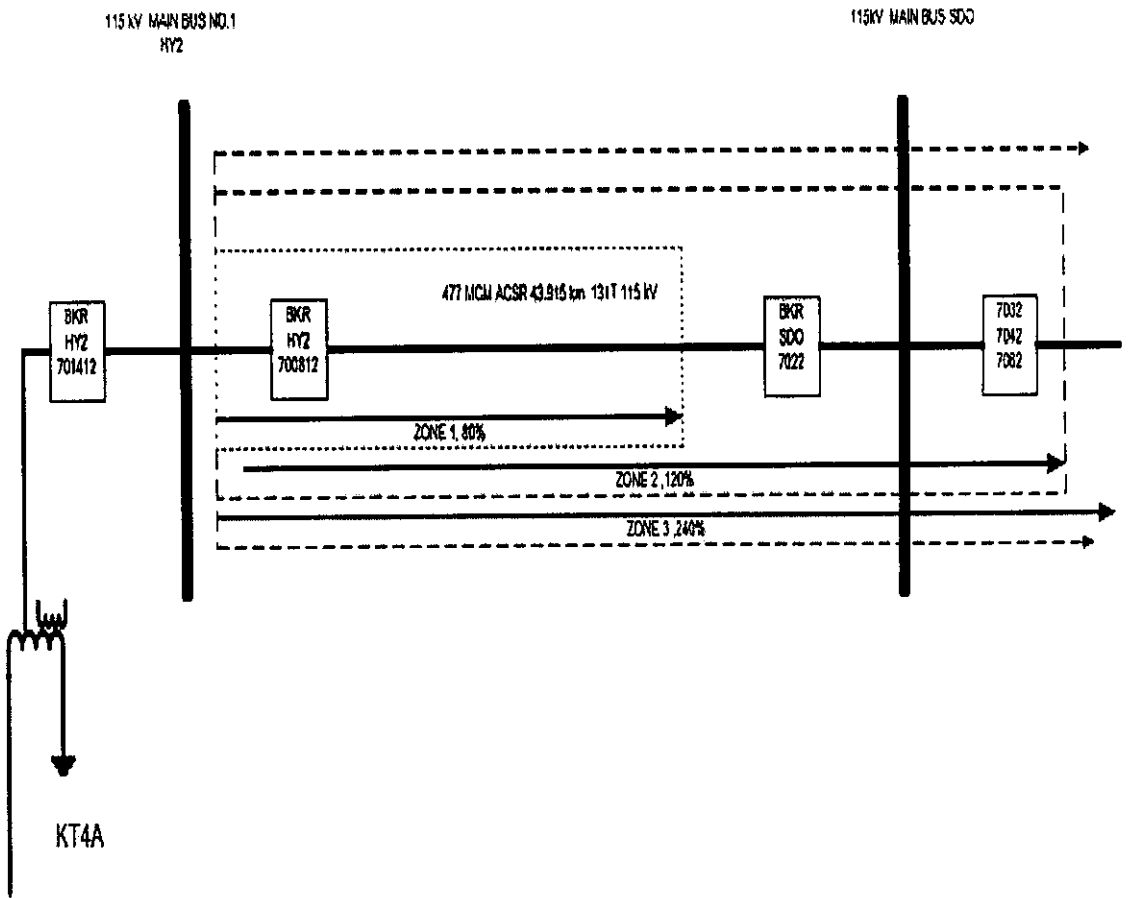 115 kV MAIN BUS NO.1
HY2
115kV MAIN BUS SDO
477 MCM ACSR 43.915 km 131T 115 kV
BKR
HY2
701412
BKR
HY2
700812
BKR
SDO
7022
7032
7042
7062
ZONE 1, 80%
ZONE 2 ,120%
ZONE 3 ,240%
KT4A